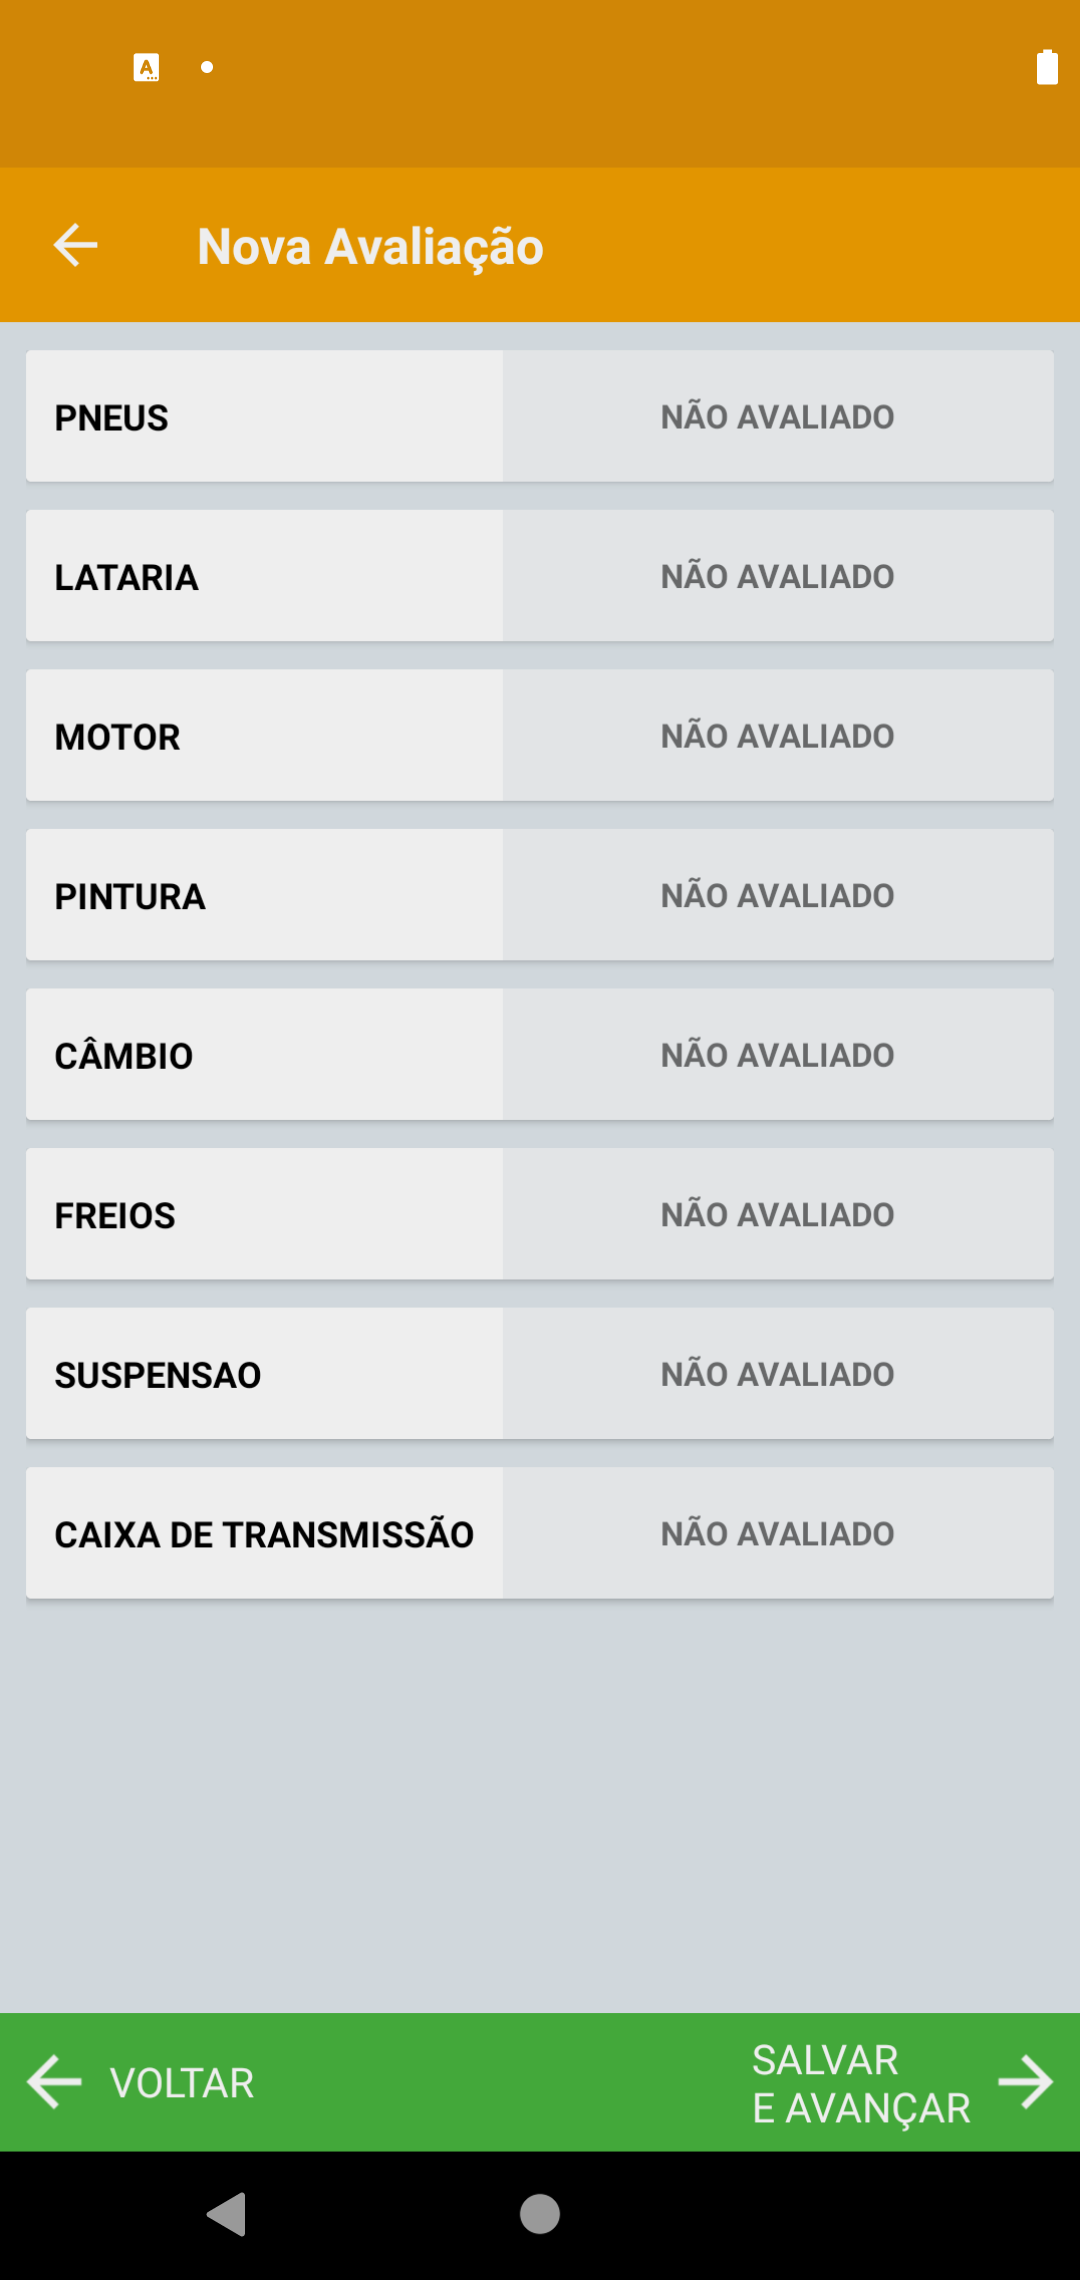 Nova Avaliação
PNEUS NÃO AVALIADO
LATARIA NÃO AVALIADO
MOTOR NÃO AVALIADO
PINTURA NÃO AVALIADO
CÂMBIO NÃO AVALIADO
FREIOS NÃO AVALIADO
SUSPENSAO NÃO AVALIADO
CAIXA DE TRANSMISSÃO NÃO AVALIADO
VOLTAR
SALVAR
E AVANÇAR